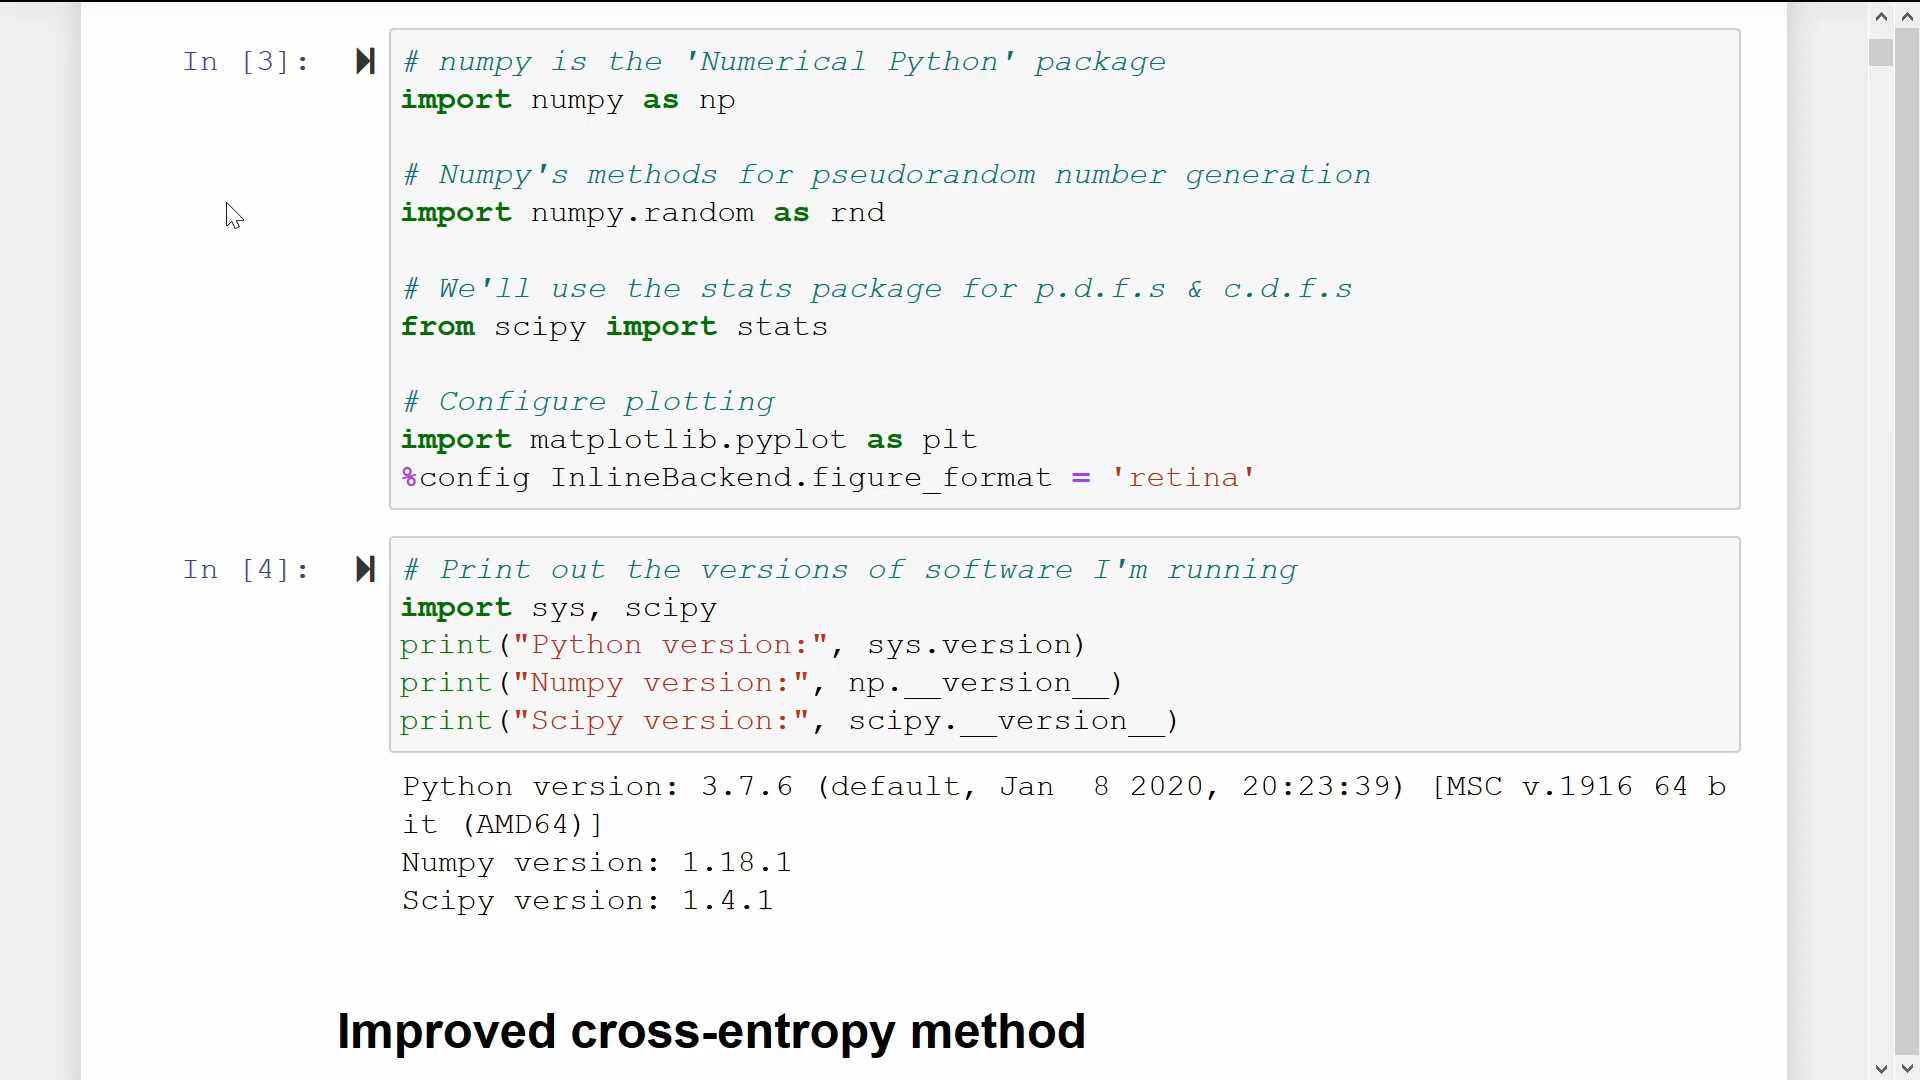 In [3]:
# numpy is the 'Numerical Python' package
import numpy as np
# Numpy's methods for pseudorandom number generation
import numpy.random as rnd
# We'll use the stats package for p.d.f.s & c.d.f.s
from scipy import stats
# Configure plotting
import matplotlib.pyplot as plt
%config InlineBackend.figure_format = 'retina'
In [4]:
# Print out the versions of software I'm running
import sys, scipy
print("Python version:", sys.version)
print("Numpy version:", np.__version__)
print("Scipy version:", scipy.__version__)
Python version: 3.7.6 (default, Jan  8 2020, 20:23:39) [MSC v.1916 64 b
it (AMD64)]
Numpy version: 1.18.1
Scipy version: 1.4.1
Improved cross-entropy method